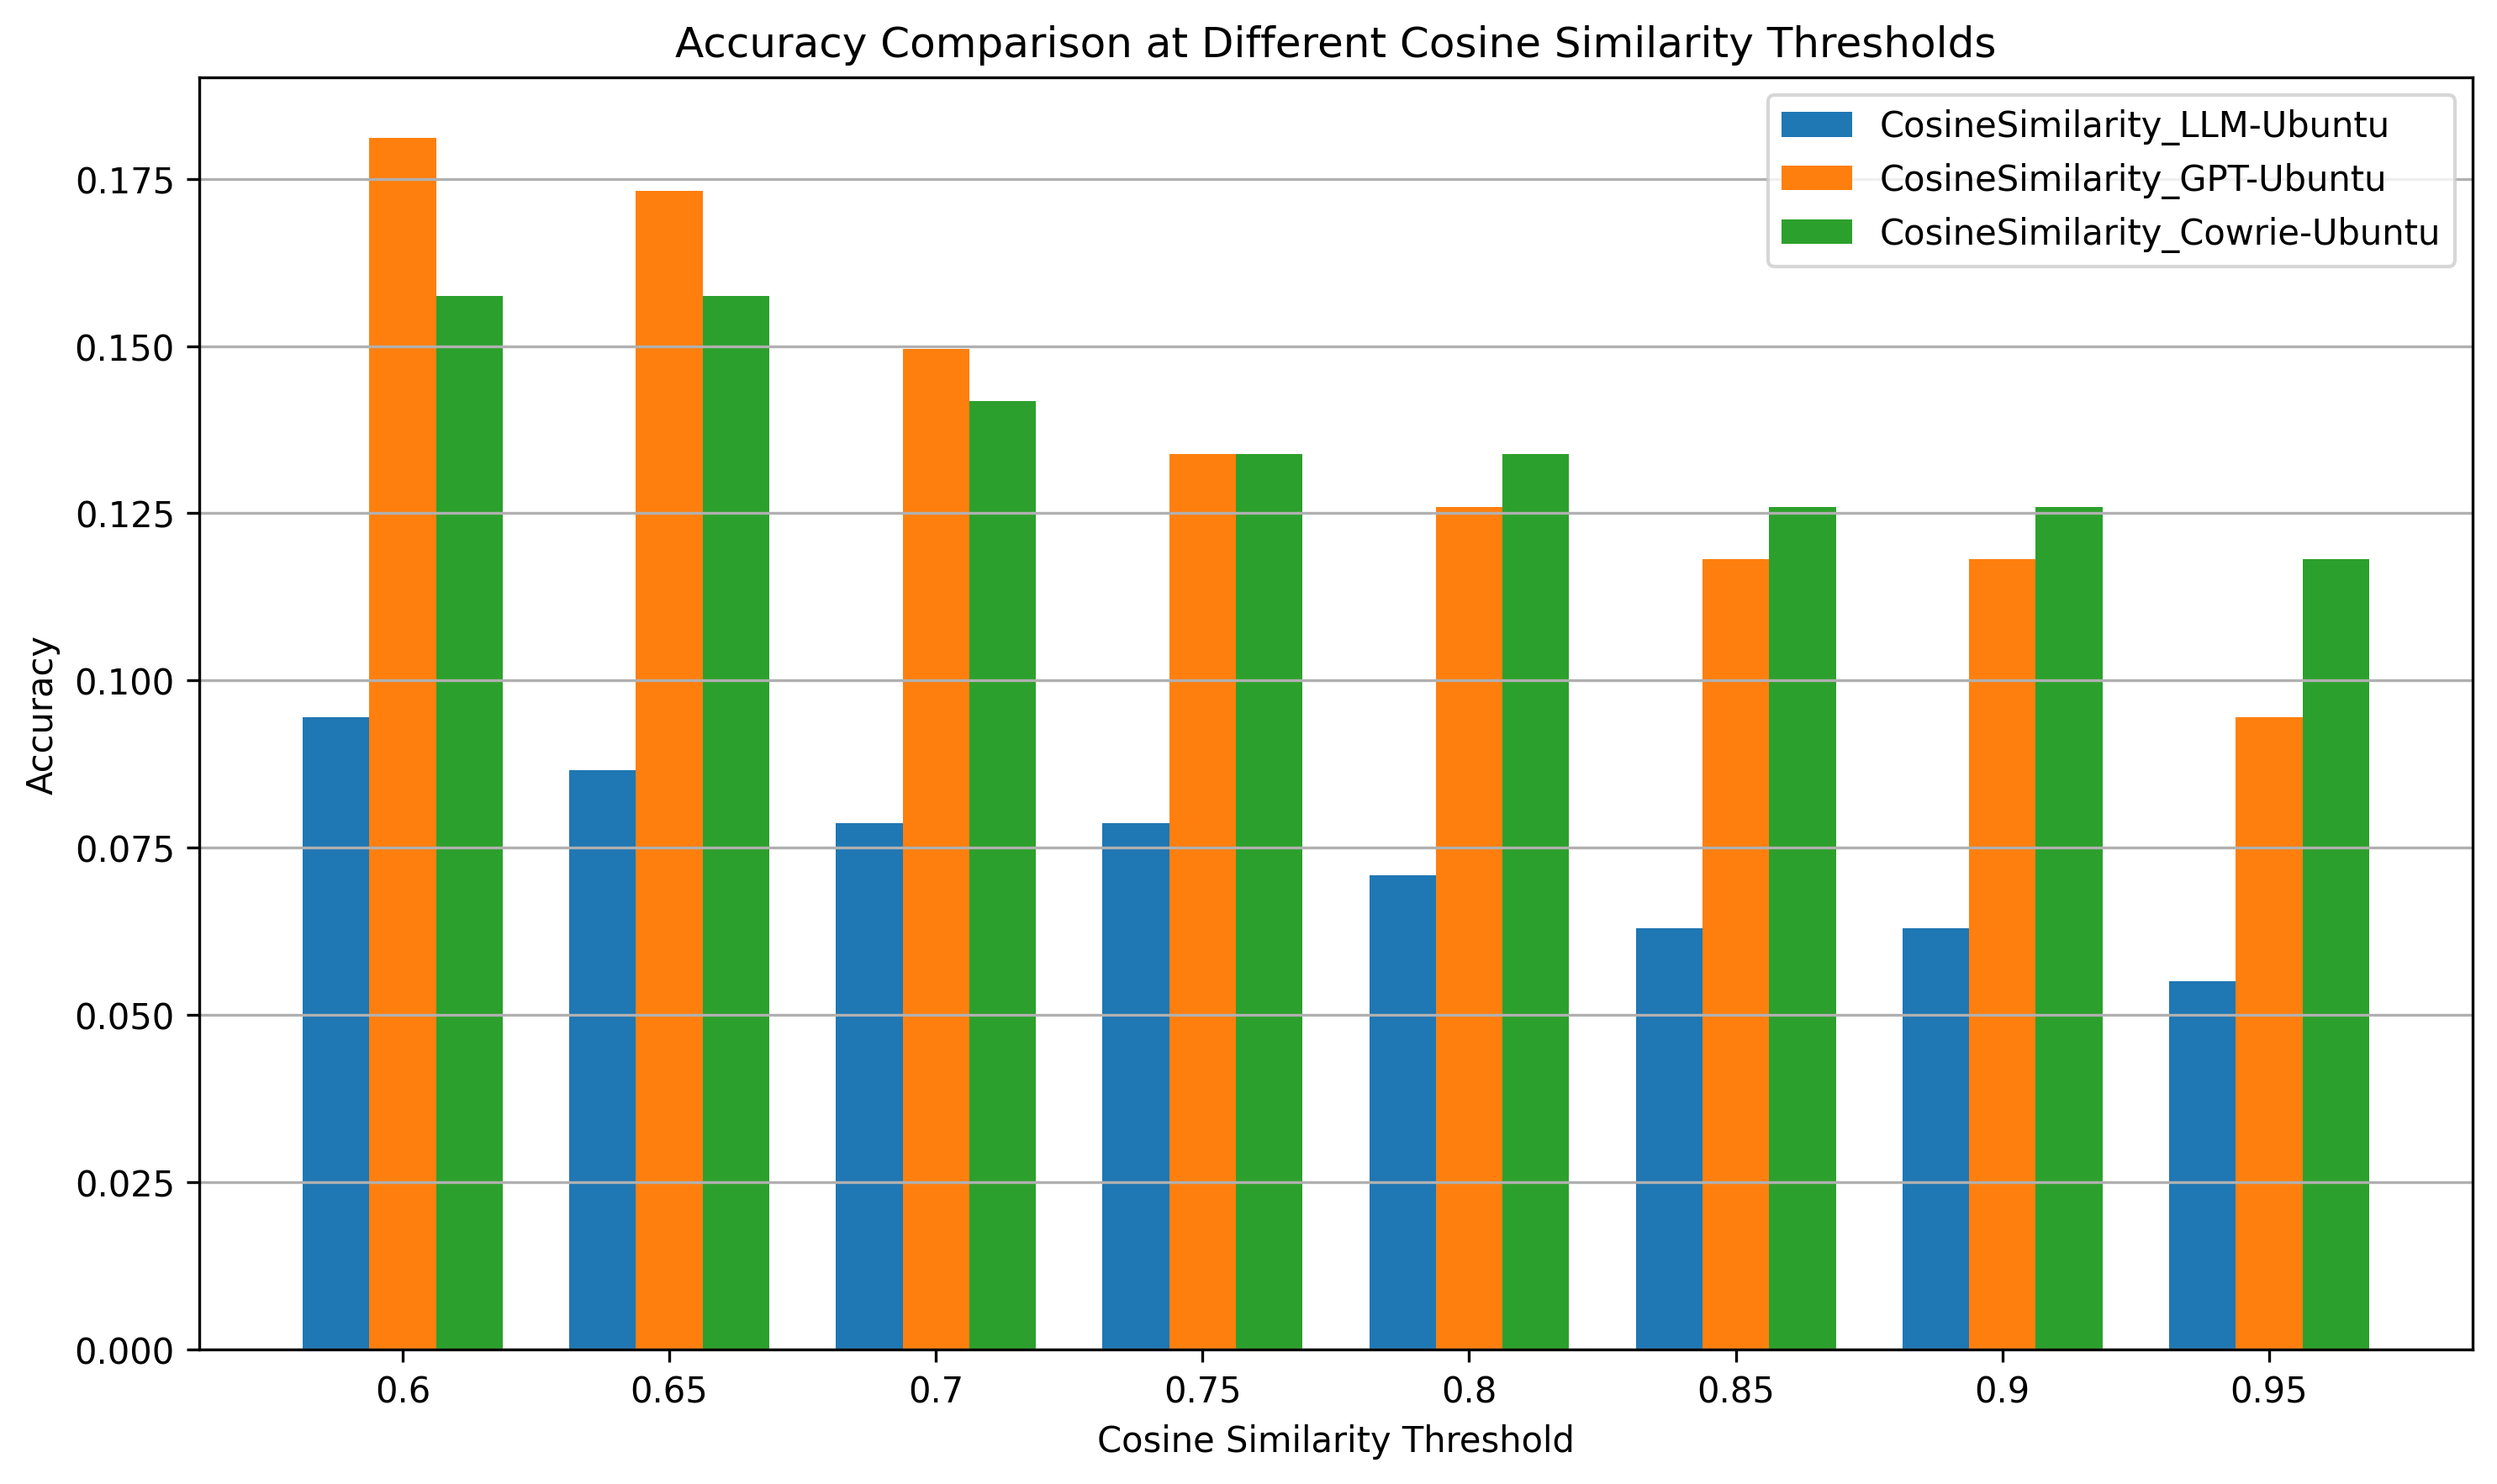 Accuracy Comparison at Different Cosine Similarity Thresholds
CosineSimilarity_LLM-Ubuntu
CosineSimilarity_GPT-Ubuntu
CosineSimilarity_Cowrie-Ubuntu
Accuracy
0.175
0.150
0.125
0.100
0.075
0.050
0.025
0.000
0.6 0.65 0.7 0.75 0.8 0.85 0.9 0.95
Cosine Similarity Threshold